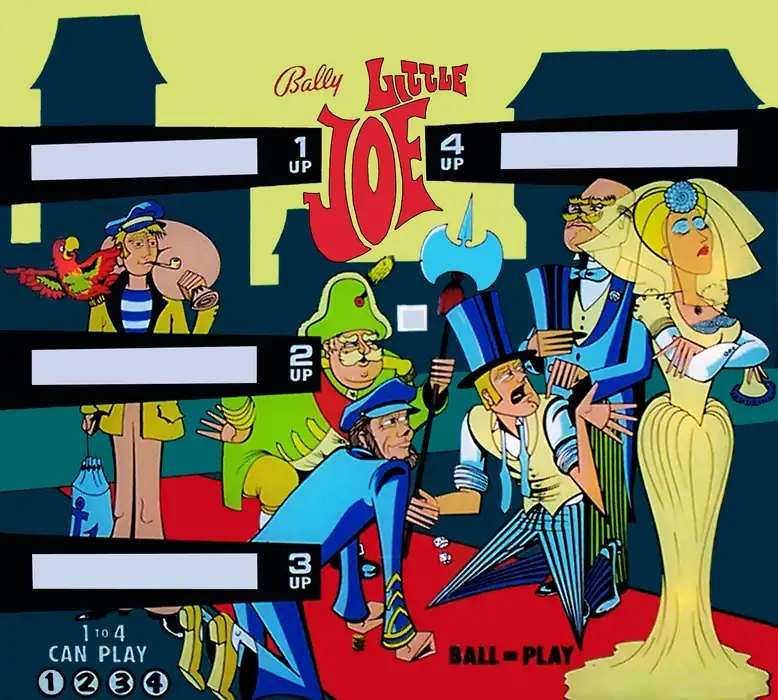 Bally
LITTLE
JOE
1
UP
4
UP
2
UP
3
UP
1 TO 4
CAN PLAY
1 2 3 4
BALL IN PLAY